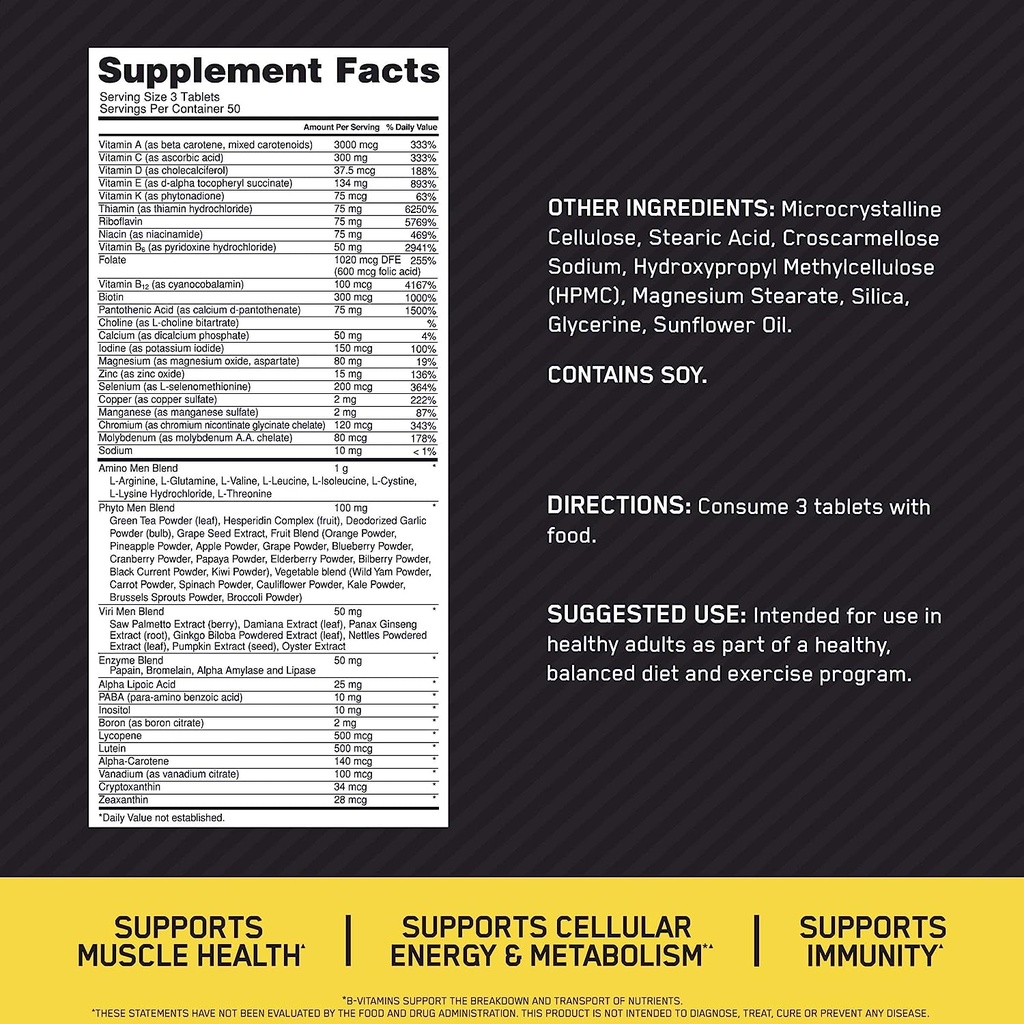 Supplement Facts
Serving Size 3 Tablets
Servings Per Container 50
Amount Per Serving % Daily Value
Vitamin A (as beta carotene, mixed carotenoids) 3000 mcg 333%
Vitamin C (as ascorbic acid) 300 mg 333%
Vitamin D (as cholecalciferol) 37.5 mcg 188%
Vitamin E (as d-alpha tocopheryl succinate) 134 mg 893%
Vitamin K (as phytonadione) 75 mcg 63%
Thiamin (as thiamin hydrochloride) 75 mg 6250%
Riboflavin 75 mg 5769%
Niacin (as niacinamide) 75 mg 469%
Vitamin B₆ (as pyridoxine hydrochloride) 50 mg 2941%
Folate 1020 mcg DFE 255%
(600 mcg folic acid)
Vitamin B₁₂ (as cyanocobalamin) 100 mcg 4167%
Biotin 300 mcg 1000%
Pantothenic Acid (as calcium d-pantothenate) 75 mg 1500%
Choline (as L-choline bitartrate) %
Calcium (as dicalcium phosphate) 50 mg 4%
Iodine (as potassium iodide) 150 mcg 100%
Magnesium (as magnesium oxide, aspartate) 80 mg 19%
Zinc (as zinc oxide) 15 mg 136%
Selenium (as L-selenomethionine) 200 mcg 364%
Copper (as copper sulfate) 2 mg 222%
Manganese (as manganese sulfate) 2 mg 87%
Chromium (as chromium nicontinate glycinate chelate) 120 mcg 343%
Molybdenum (as molybdenum A.A. chelate) 80 mcg 178%
Sodium 10 mg < 1%
Amino Men Blend 1 g *
L-Arginine, L-Glutamine, L-Valine, L-Leucine, L-Isoleucine, L-Cystine,
L-Lysine Hydrochloride, L-Threonine
Phyto Men Blend 100 mg *
Green Tea Powder (leaf), Hesperidin Complex (fruit), Deodorized Garlic
Powder (bulb), Grape Seed Extract, Fruit Blend (Orange Powder,
Pineapple Powder, Apple Powder, Grape Powder, Blueberry Powder,
Cranberry Powder, Papaya Powder, Elderberry Powder, Bilberry Powder,
Black Current Powder, Kiwi Powder), Vegetable blend (Wild Yam Powder,
Carrot Powder, Spinach Powder, Cauliflower Powder, Kale Powder,
Brussels Sprouts Powder, Broccoli Powder)
Viri Men Blend 50 mg *
Saw Palmetto Extract (berry), Damiana Extract (leaf), Panax Ginseng
Extract (root), Ginkgo Biloba Powdered Extract (leaf), Nettles Powdered
Extract (leaf), Pumpkin Extract (seed), Oyster Extract
Enzyme Blend 50 mg *
Papain, Bromelain, Alpha Amylase and Lipase
Alpha Lipoic Acid 25 mg *
PABA (para-amino benzoic acid) 10 mg *
Inositol 10 mg *
Boron (as boron citrate) 2 mg *
Lycopene 500 mcg *
Lutein 500 mcg *
Alpha-Carotene 140 mcg *
Vanadium (as vanadium citrate) 100 mcg *
Cryptoxanthin 34 mcg *
Zeaxanthin 28 mcg *
*Daily Value not established.
OTHER INGREDIENTS: Microcrystalline
Cellulose, Stearic Acid, Croscarmellose
Sodium, Hydroxypropyl Methylcellulose
(HPMC), Magnesium Stearate, Silica,
Glycerine, Sunflower Oil.
CONTAINS SOY.
DIRECTIONS: Consume 3 tablets with
food.
SUGGESTED USE: Intended for use in
healthy adults as part of a healthy,
balanced diet and exercise program.
SUPPORTS
MUSCLE HEALTH▲
SUPPORTS CELLULAR
ENERGY & METABOLISM*▲
SUPPORTS
IMMUNITY▲
*B-VITAMINS SUPPORT THE BREAKDOWN AND TRANSPORT OF NUTRIENTS.
▲THESE STATEMENTS HAVE NOT BEEN EVALUATED BY THE FOOD AND DRUG ADMINISTRATION. THIS PRODUCT IS NOT INTENDED TO DIAGNOSE, TREAT, CURE OR PREVENT ANY DISEASE.